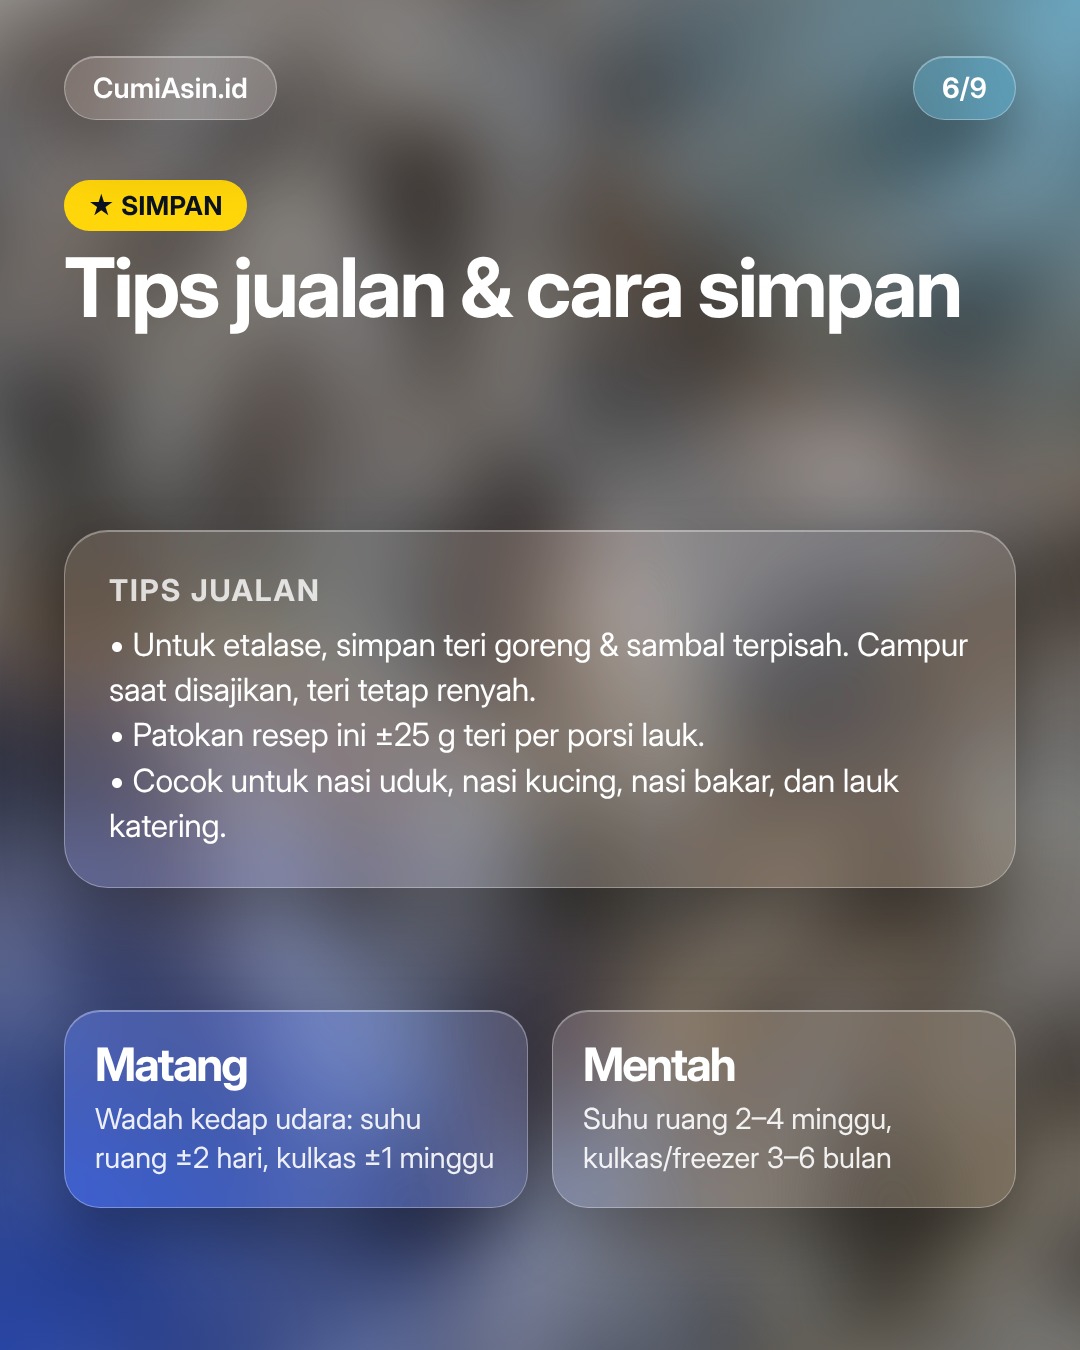 CumiAsin.id
6/9
★ SIMPAN
Tips jualan & cara simpan
TIPS JUALAN
• Untuk etalase, simpan teri goreng & sambal terpisah. Campur
saat disajikan, teri tetap renyah.
• Patokan resep ini ±25 g teri per porsi lauk.
• Cocok untuk nasi uduk, nasi kucing, nasi bakar, dan lauk
katering.
Matang
Wadah kedap udara: suhu
ruang ±2 hari, kulkas ±1 minggu
Mentah
Suhu ruang 2–4 minggu,
kulkas/freezer 3–6 bulan